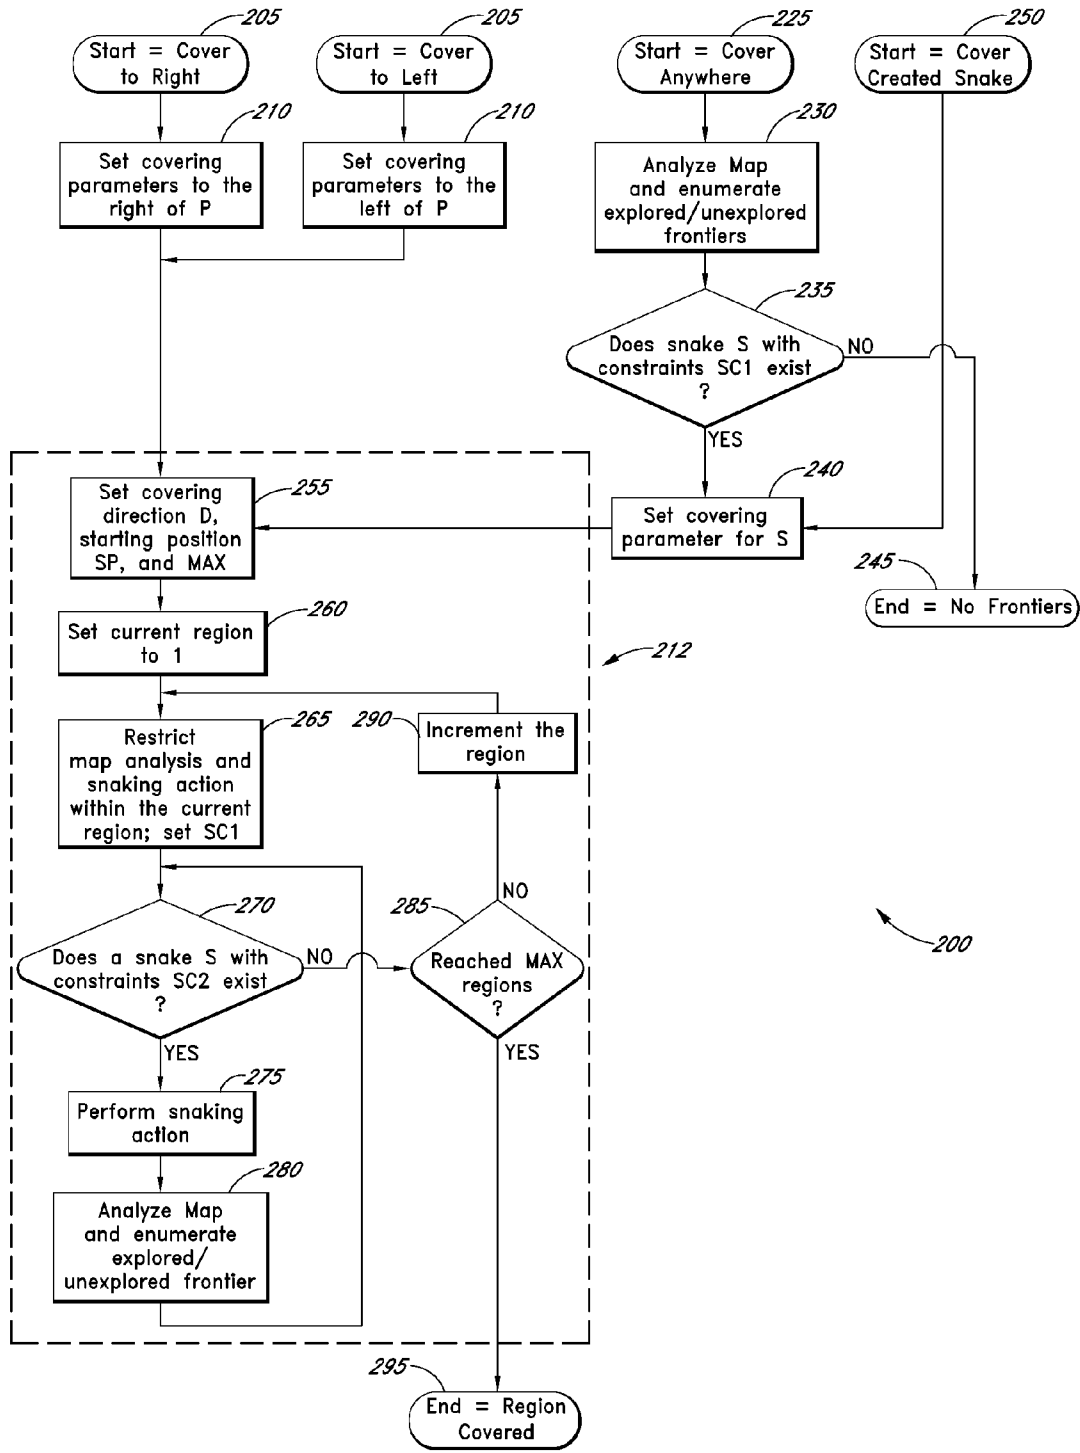 205
Start = Cover
to Right
205
Start = Cover
to Left
225
Start = Cover
Anywhere
250
Start = Cover
Created Snake
210
Set covering
parameters to the
right of P
210
Set covering
parameters to the
left of P
230
Analyze Map
and enumerate
explored/unexplored
frontiers
235
Does snake S with
constraints SC1 exist
?
NO
YES
255
Set covering
direction D,
starting position
SP, and MAX
240
Set covering
parameter for S
245
End = No Frontiers
260
Set current region
to 1
212
265
Restrict
map analysis and
snaking action
within the current
region; set SC1
290
Increment the
region
270
Does a snake S with
constraints SC2 exist
?
NO
YES
285
NO
Reached MAX
regions
?
YES
200
275
Perform snaking
action
280
Analyze Map
and enumerate
explored/
unexplored frontier
295
End = Region
Covered